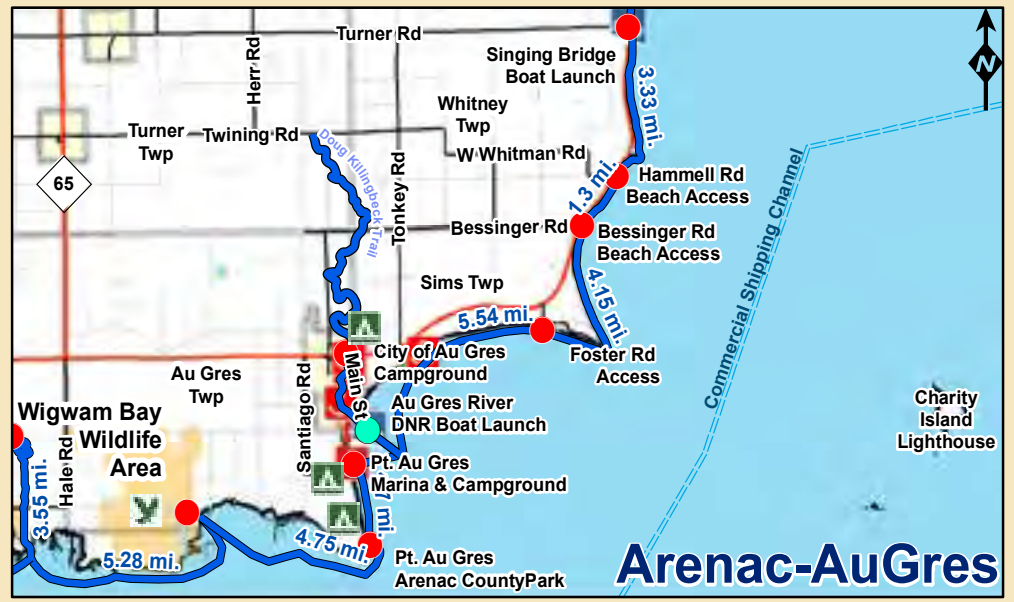 Turner Rd
Herr Rd
Singing Bridge
Boat Launch
N
3.33 mi.
Whitney
Twp
Turner
Twp
Twining Rd
Doug Killingbeck Trail
W Whitman Rd
65
Tonkey Rd
1.3 mi.
Hammell Rd
Beach Access
Commercial Shipping Channel
Bessinger Rd
Bessinger Rd
Beach Access
Sims Twp
4.15 mi.
5.54 mi.
Foster Rd
Access
Main St
City of Au Gres
Campground
Au Gres
Twp
Santiago Rd
Au Gres River
DNR Boat Launch
Charity
Island
Lighthouse
Wigwam Bay
Wildlife
Area
Hale Rd
3.55 mi.
Pt. Au Gres
Marina & Campground
7 mi.
5.28 mi.
4.75 mi.
Pt. Au Gres
Arenac CountyPark
Arenac-AuGres